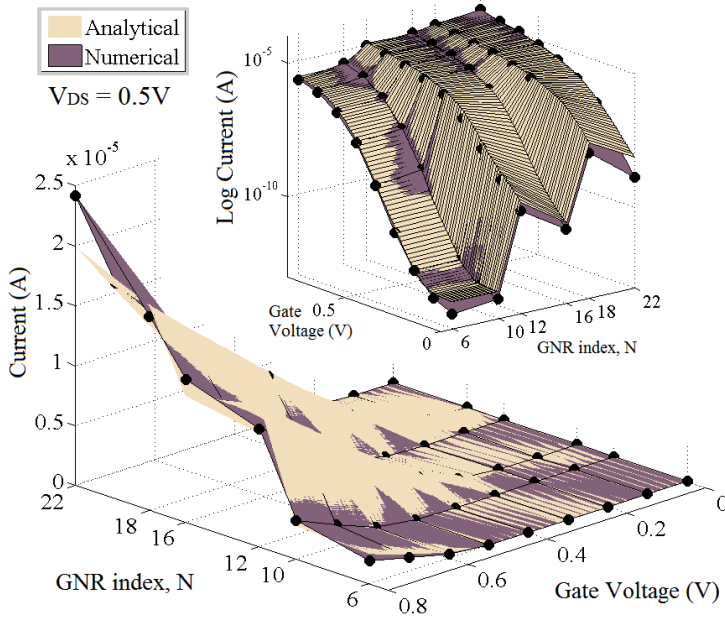 Analytical
Numerical
V_DS = 0.5V
x 10^-5
2.5
2
1.5
1
0.5
0
Current (A)
22
18
16
12
10
6
GNR index, N
0.8
0.6
0.4
0.2
0
Gate Voltage (V)
10^-5
10^-10
Log Current (A)
0.5
0
Gate
Voltage (V)
6
10
12
16
18
22
GNR index, N